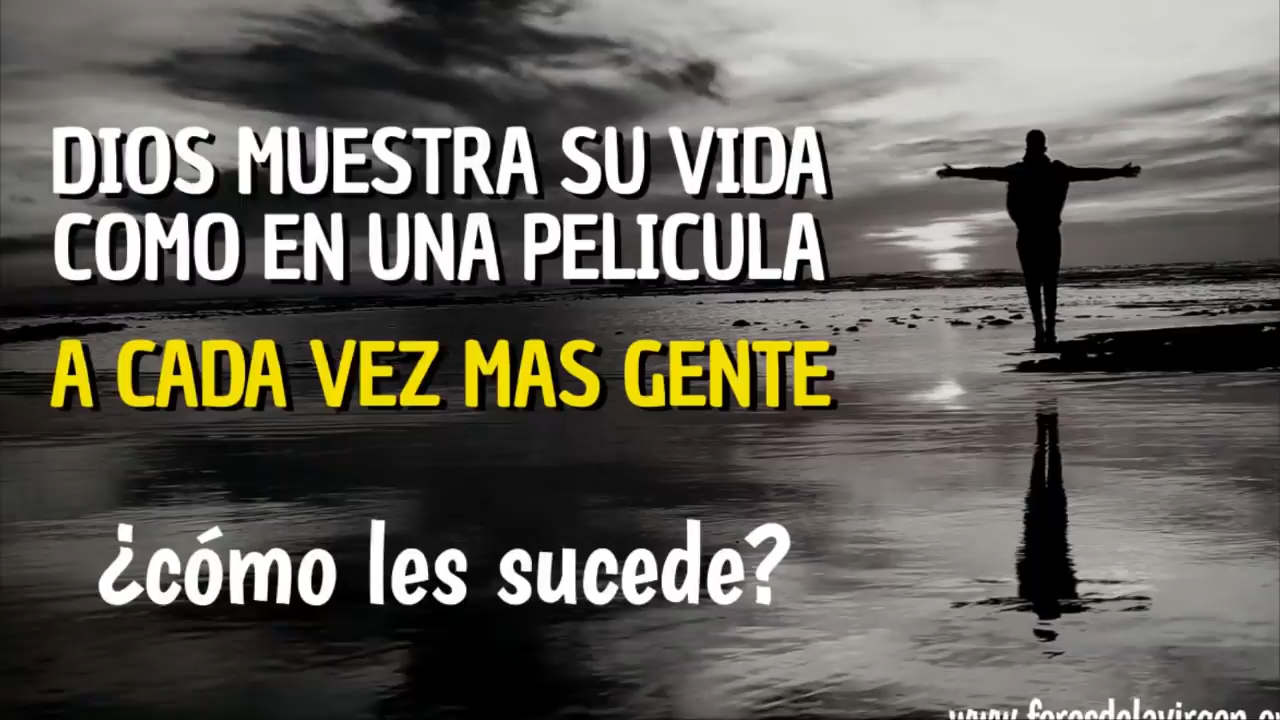 DIOS MUESTRA SU VIDA
COMO EN UNA PELICULA
A CADA VEZ MAS GENTE
¿cómo les sucede?